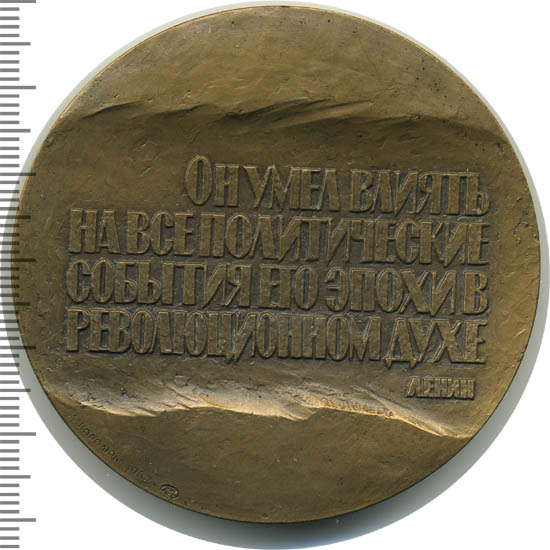 ОН УМЕЛ ВЛИЯТЬ
НА ВСЕ ПОЛИТИЧЕСКИЕ
СОБЫТИЯ ЕГО ЭПОХИ В
РЕВОЛЮЦИОННОМ ДУХЕ
ЛЕНИН